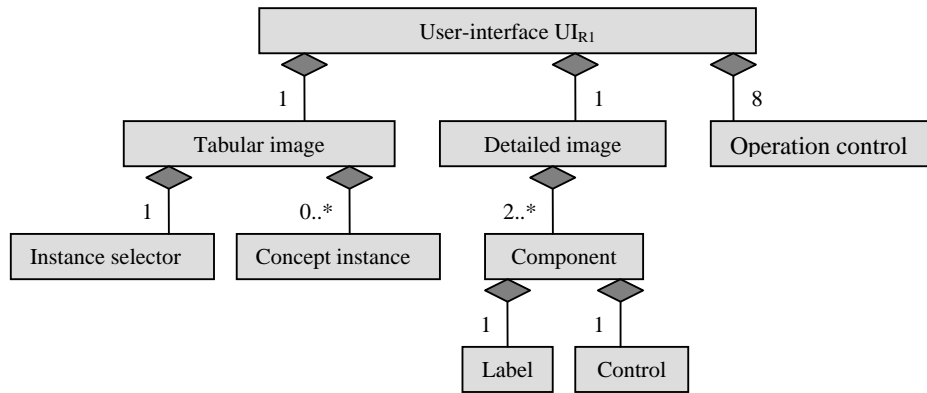 User-interface UIR1
1
1
8
Tabular image
Detailed image
Operation control
1
0..*
2..*
Instance selector
Concept instance
Component
1
1
Label
Control